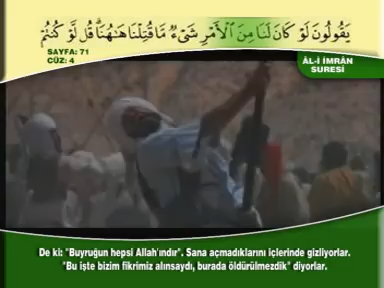 يَقُولُونَ لَوْ كَانَ لَنَا مِنَ الْأَمْرِ شَيْءٌ مَا قُتِلْنَا هٰهُنَا قُلْ لَوْ كُنْتُمْ
SAYFA: 71
CÜZ: 4
ÂL-İ İMRÂN
SURESİ
De ki: "Buyruğun hepsi Allah'ındır". Sana açmadıklarını içlerinde gizliyorlar.
"Bu işte bizim fikrimiz alınsaydı, burada öldürülmezdik" diyorlar.